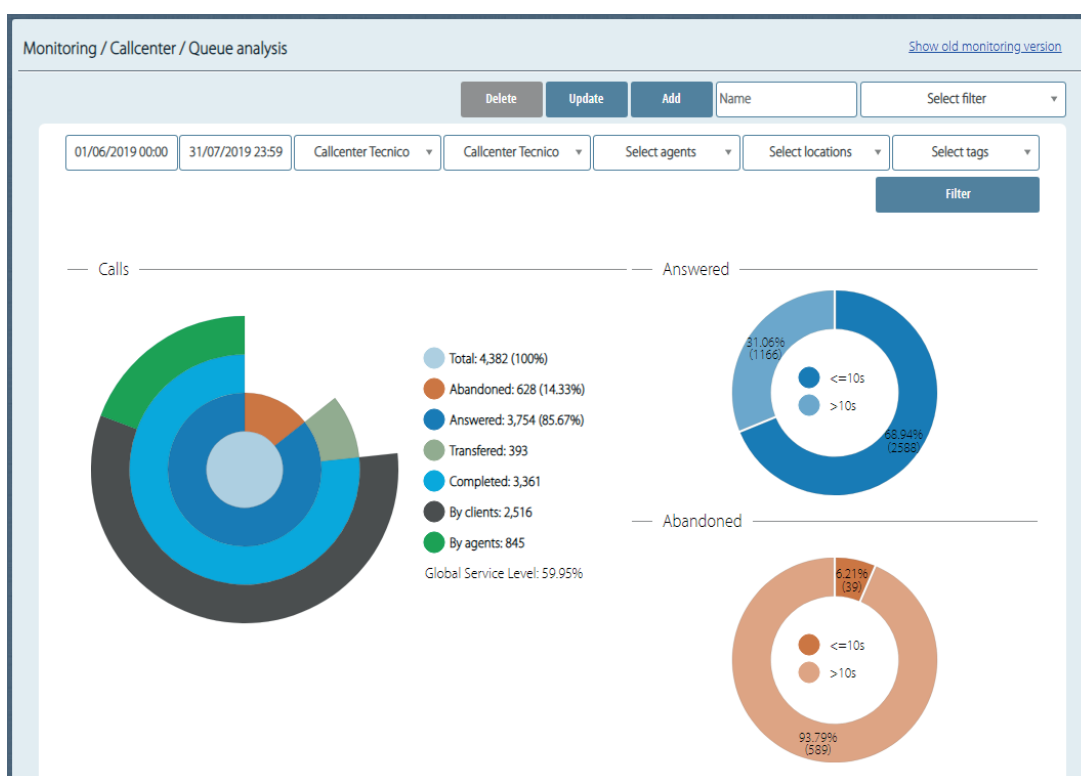 Monitoring / Callcenter / Queue analysis
Show old monitoring version
Delete
Update
Add
Name
Select filter
01/06/2019 00:00
31/07/2019 23:59
Callcenter Tecnico
Callcenter Tecnico
Select agents
Select locations
Select tags
Filter
Calls
Total: 4,382 (100%)
Abandoned: 628 (14.33%)
Answered: 3,754 (85.67%)
Transfered: 393
Completed: 3,361
By clients: 2,516
By agents: 845
Global Service Level: 59.95%
Answered
31.06%
(1166)
<=10s
>10s
68.94%
(2588)
Abandoned
6.21%
(39)
<=10s
>10s
93.79%
(589)